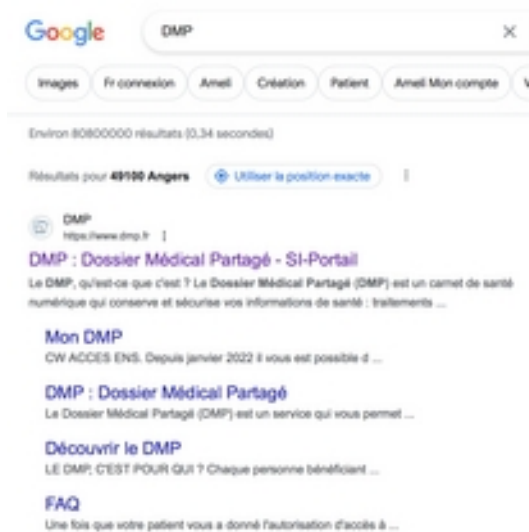 Google
DMP
Images Fr connexion Ameli Création Patient Ameli Mon compte V
Environ 80800000 résultats (0,34 secondes)
Résultats pour 49100 Angers Utiliser la position exacte
DMP
https://www.dmp.fr
DMP : Dossier Médical Partagé - SI-Portail
Le DMP, qu'est-ce que c'est ? Le Dossier Médical Partagé (DMP) est un carnet de santé
numérique qui conserve et sécurise vos informations de santé : traitements ...
Mon DMP
CW ACCES ENS. Depuis janvier 2022 il vous est possible d ...
DMP : Dossier Médical Partagé
Le Dossier Médical Partagé (DMP) est un service qui vous permet ...
Découvrir le DMP
LE DMP, C'EST POUR QUI ? Chaque personne bénéficiant ...
FAQ
Une fois que votre patient vous a donné l'autorisation d'accès à ...